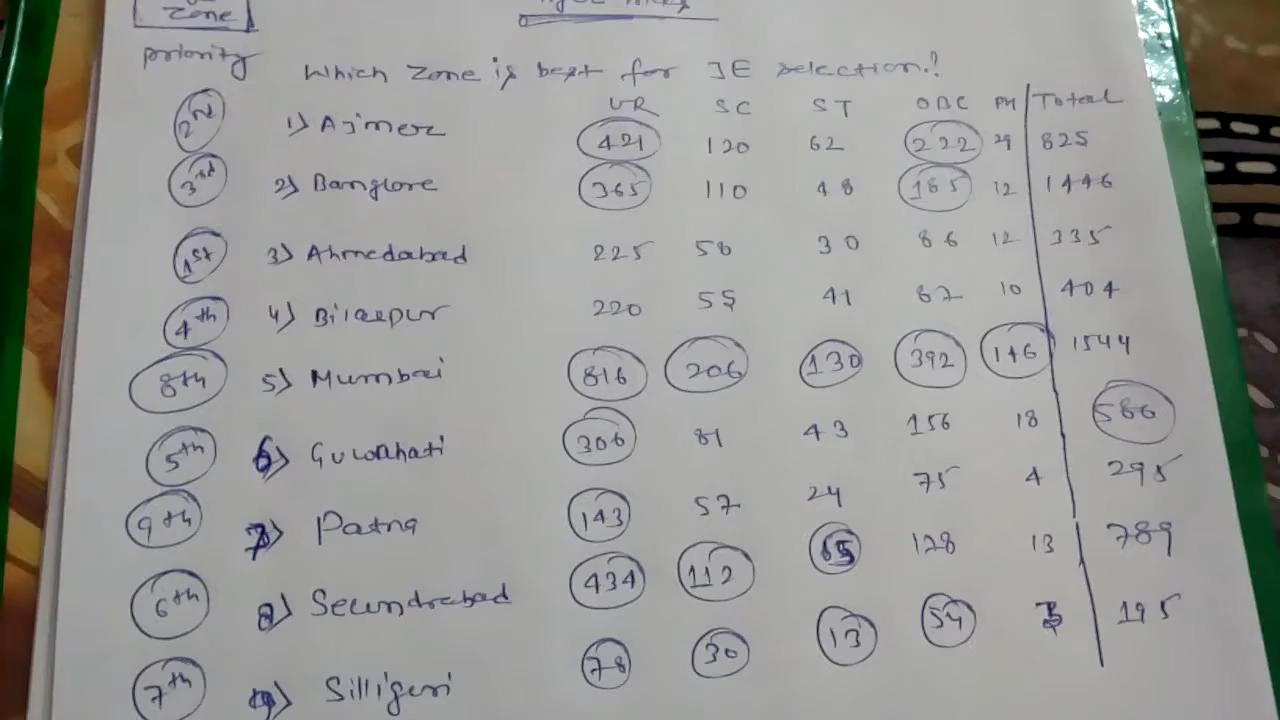 Zone
priority
Which Zone is best for JE selection.?
UR SC ST OBC PH Total
2nd 1) Ajmer 421 120 62 222 29 825
3rd 2) Banglore 365 110 48 185 12 1446
1st 3) Ahmedabad 225 58 30 86 12 335
4th 4) Bilaspur 220 55 41 87 10 404
8th 5) Mumbai 816 206 130 392 146 1544
5th 6) Guwahati 306 81 43 156 18 586
9th 7) Patna 143 57 24 75 4 295
6th 8) Secundrabad 434 112 65 128 13 789
7th 9) Silliguri 78 30 13 54 195